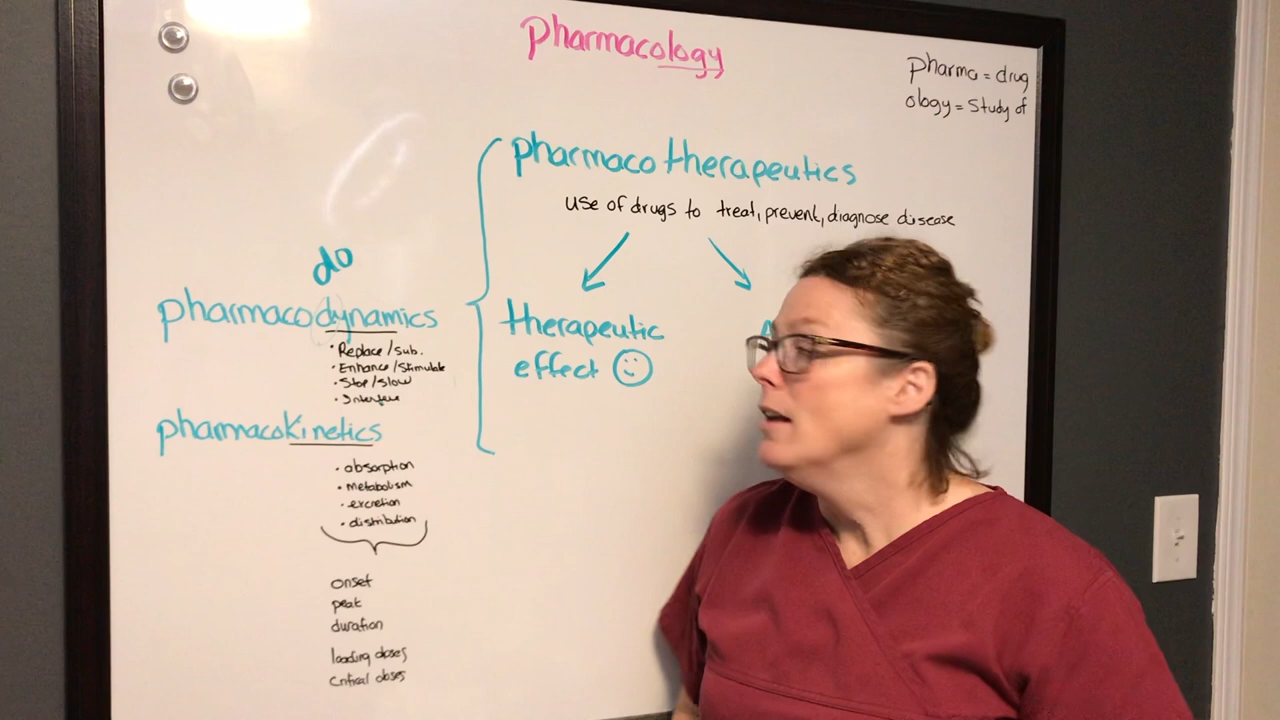 Pharmacology
pharma = drug
ology = Study of
pharmacotherapeutics
use of drugs to treat, prevent, diagnose disease
do
pharmacodynamics
• Replace/Sub.
• Enhance/Stimulate
• Stop/Slow
• Interfere
therapeutic
effect
pharmacokinetics
• absorption
• metabolism
• excretion
• distribution
onset
peak
duration
loading doses
Critical doses